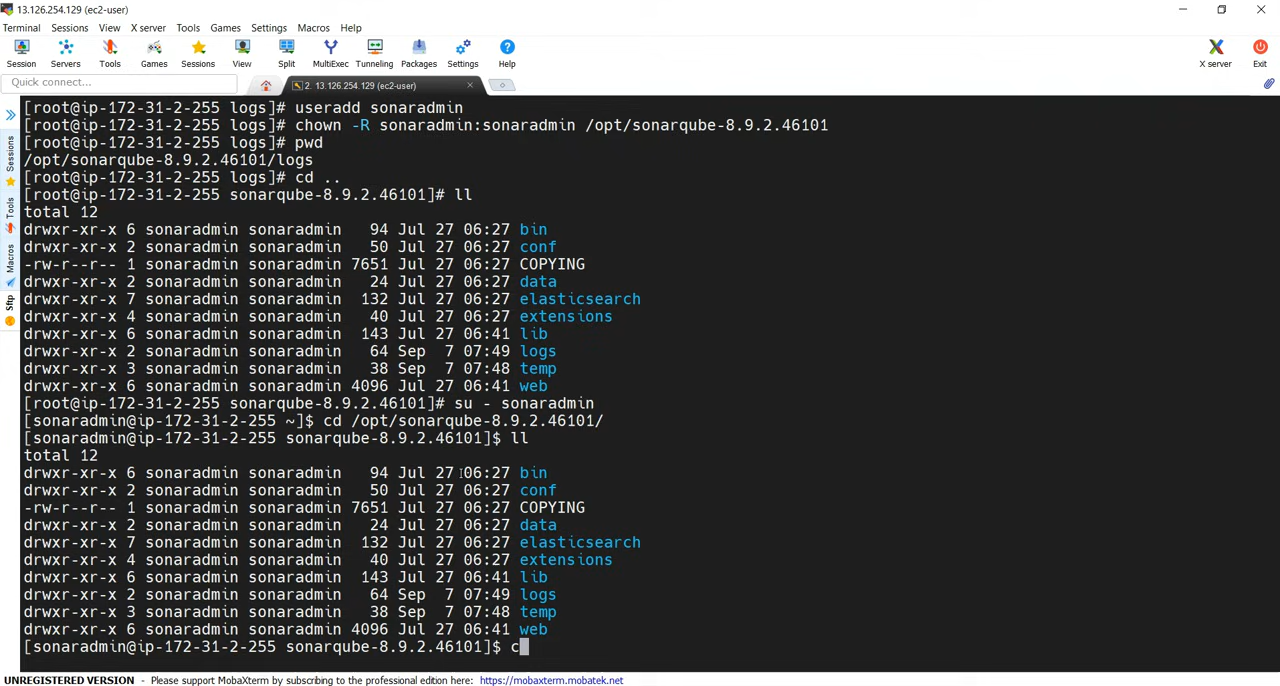 13.126.254.129 (ec2-user)
Terminal Sessions View X server Tools Games Settings Macros Help
Session Servers Tools Games Sessions View Split MultiExec Tunneling Packages Settings Help X server Exit
Quick connect... 2. 13.126.254.129 (ec2-user)
Sessions
Tools
Macros
Sftp
[root@ip-172-31-2-255 logs]# useradd sonaradmin
[root@ip-172-31-2-255 logs]# chown -R sonaradmin:sonaradmin /opt/sonarqube-8.9.2.46101
[root@ip-172-31-2-255 logs]# pwd
/opt/sonarqube-8.9.2.46101/logs
[root@ip-172-31-2-255 logs]# cd ..
[root@ip-172-31-2-255 sonarqube-8.9.2.46101]# ll
total 12
drwxr-xr-x 6 sonaradmin sonaradmin   94 Jul 27 06:27 bin
drwxr-xr-x 2 sonaradmin sonaradmin   50 Jul 27 06:27 conf
-rw-r--r-- 1 sonaradmin sonaradmin 7651 Jul 27 06:27 COPYING
drwxr-xr-x 2 sonaradmin sonaradmin   24 Jul 27 06:27 data
drwxr-xr-x 7 sonaradmin sonaradmin  132 Jul 27 06:27 elasticsearch
drwxr-xr-x 4 sonaradmin sonaradmin   40 Jul 27 06:27 extensions
drwxr-xr-x 6 sonaradmin sonaradmin  143 Jul 27 06:41 lib
drwxr-xr-x 2 sonaradmin sonaradmin   64 Sep  7 07:49 logs
drwxr-xr-x 3 sonaradmin sonaradmin   38 Sep  7 07:48 temp
drwxr-xr-x 6 sonaradmin sonaradmin 4096 Jul 27 06:41 web
[root@ip-172-31-2-255 sonarqube-8.9.2.46101]# su - sonaradmin
[sonaradmin@ip-172-31-2-255 ~]$ cd /opt/sonarqube-8.9.2.46101/
[sonaradmin@ip-172-31-2-255 sonarqube-8.9.2.46101]$ ll
total 12
drwxr-xr-x 6 sonaradmin sonaradmin   94 Jul 27 06:27 bin
drwxr-xr-x 2 sonaradmin sonaradmin   50 Jul 27 06:27 conf
-rw-r--r-- 1 sonaradmin sonaradmin 7651 Jul 27 06:27 COPYING
drwxr-xr-x 2 sonaradmin sonaradmin   24 Jul 27 06:27 data
drwxr-xr-x 7 sonaradmin sonaradmin  132 Jul 27 06:27 elasticsearch
drwxr-xr-x 4 sonaradmin sonaradmin   40 Jul 27 06:27 extensions
drwxr-xr-x 6 sonaradmin sonaradmin  143 Jul 27 06:41 lib
drwxr-xr-x 2 sonaradmin sonaradmin   64 Sep  7 07:49 logs
drwxr-xr-x 3 sonaradmin sonaradmin   38 Sep  7 07:48 temp
drwxr-xr-x 6 sonaradmin sonaradmin 4096 Jul 27 06:41 web
[sonaradmin@ip-172-31-2-255 sonarqube-8.9.2.46101]$ c
UNREGISTERED VERSION - Please support MobaXterm by subscribing to the professional edition here: https://mobaxterm.mobatek.net